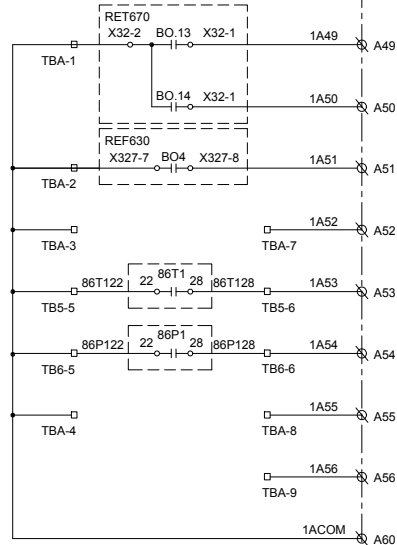 RET670
X32-2 BO.13 X32-1 1A49 A49
TBA-1
BO.14 X32-1 1A50 A50
REF630
X327-7 BO4 X327-8 1A51 A51
TBA-2
1A52 A52
TBA-3 TBA-7
86T1
86T122 22 28 86T128 1A53 A53
TB5-5 TB5-6
86P1
86P122 22 28 86P128 1A54 A54
TB6-5 TB6-6
1A55 A55
TBA-4 TBA-8
1A56 A56
TBA-9
1ACOM A60